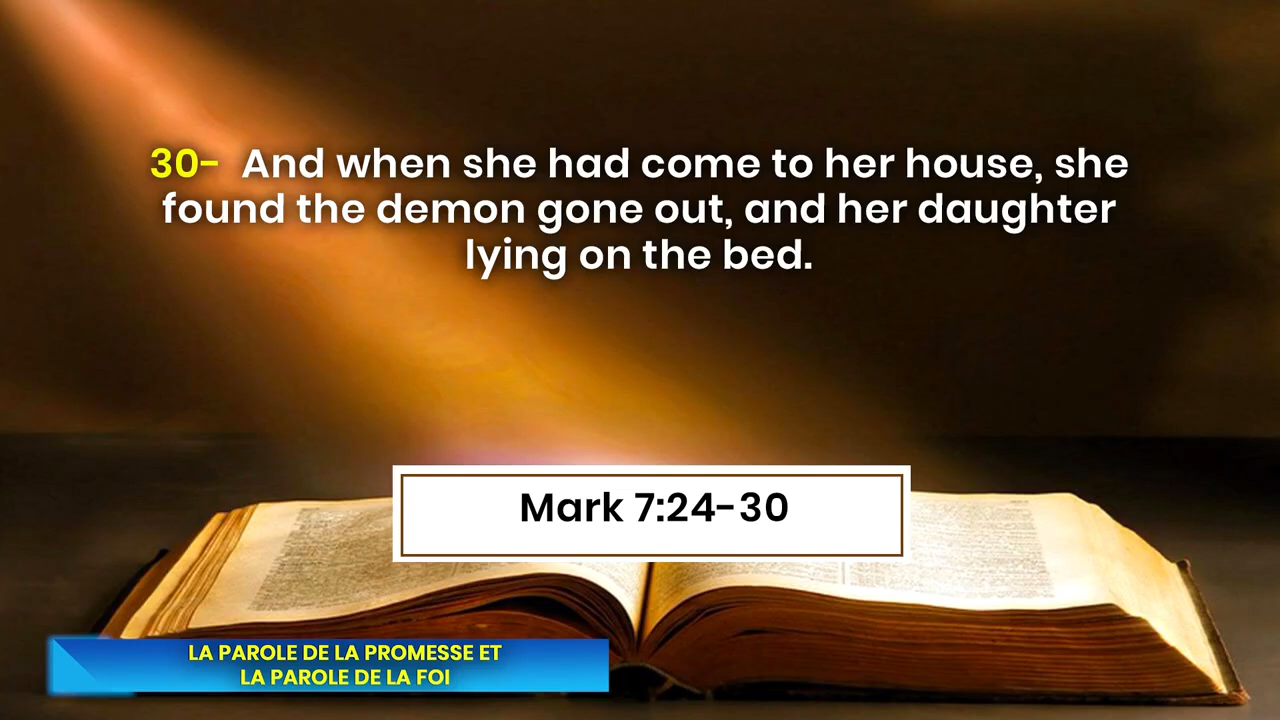 30- And when she had come to her house, she
found the demon gone out, and her daughter
lying on the bed.
Mark 7:24-30
LA PAROLE DE LA PROMESSE ET
LA PAROLE DE LA FOI